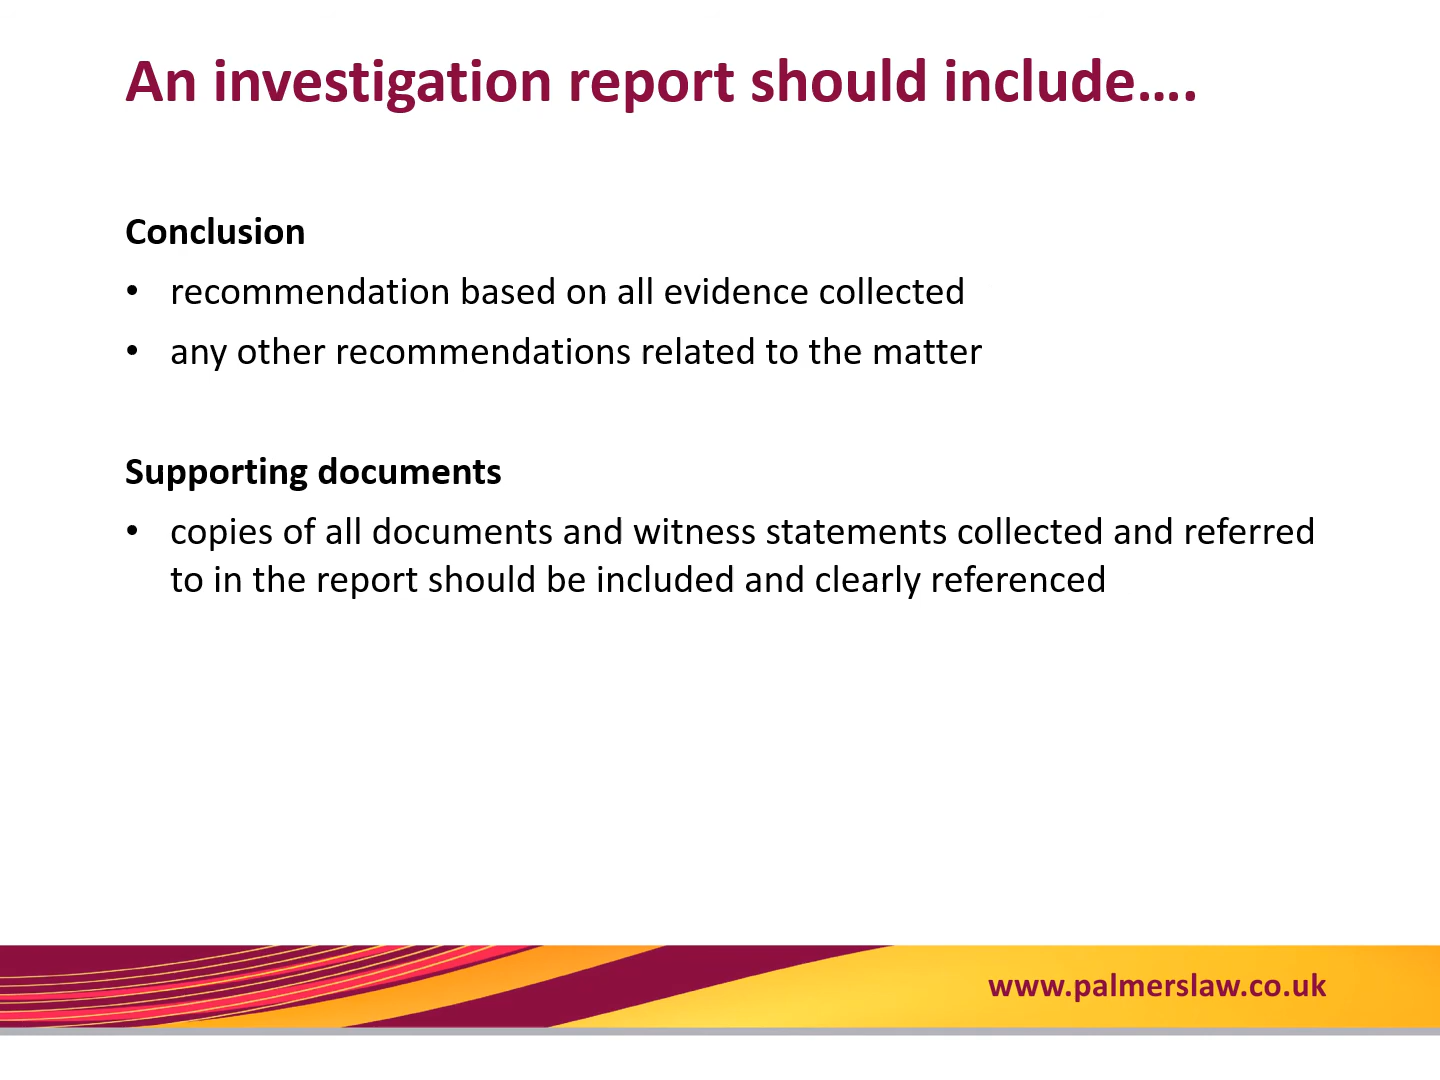 An investigation report should include....
Conclusion
• recommendation based on all evidence collected
• any other recommendations related to the matter
Supporting documents
• copies of all documents and witness statements collected and referred
to in the report should be included and clearly referenced
www.palmerslaw.co.uk